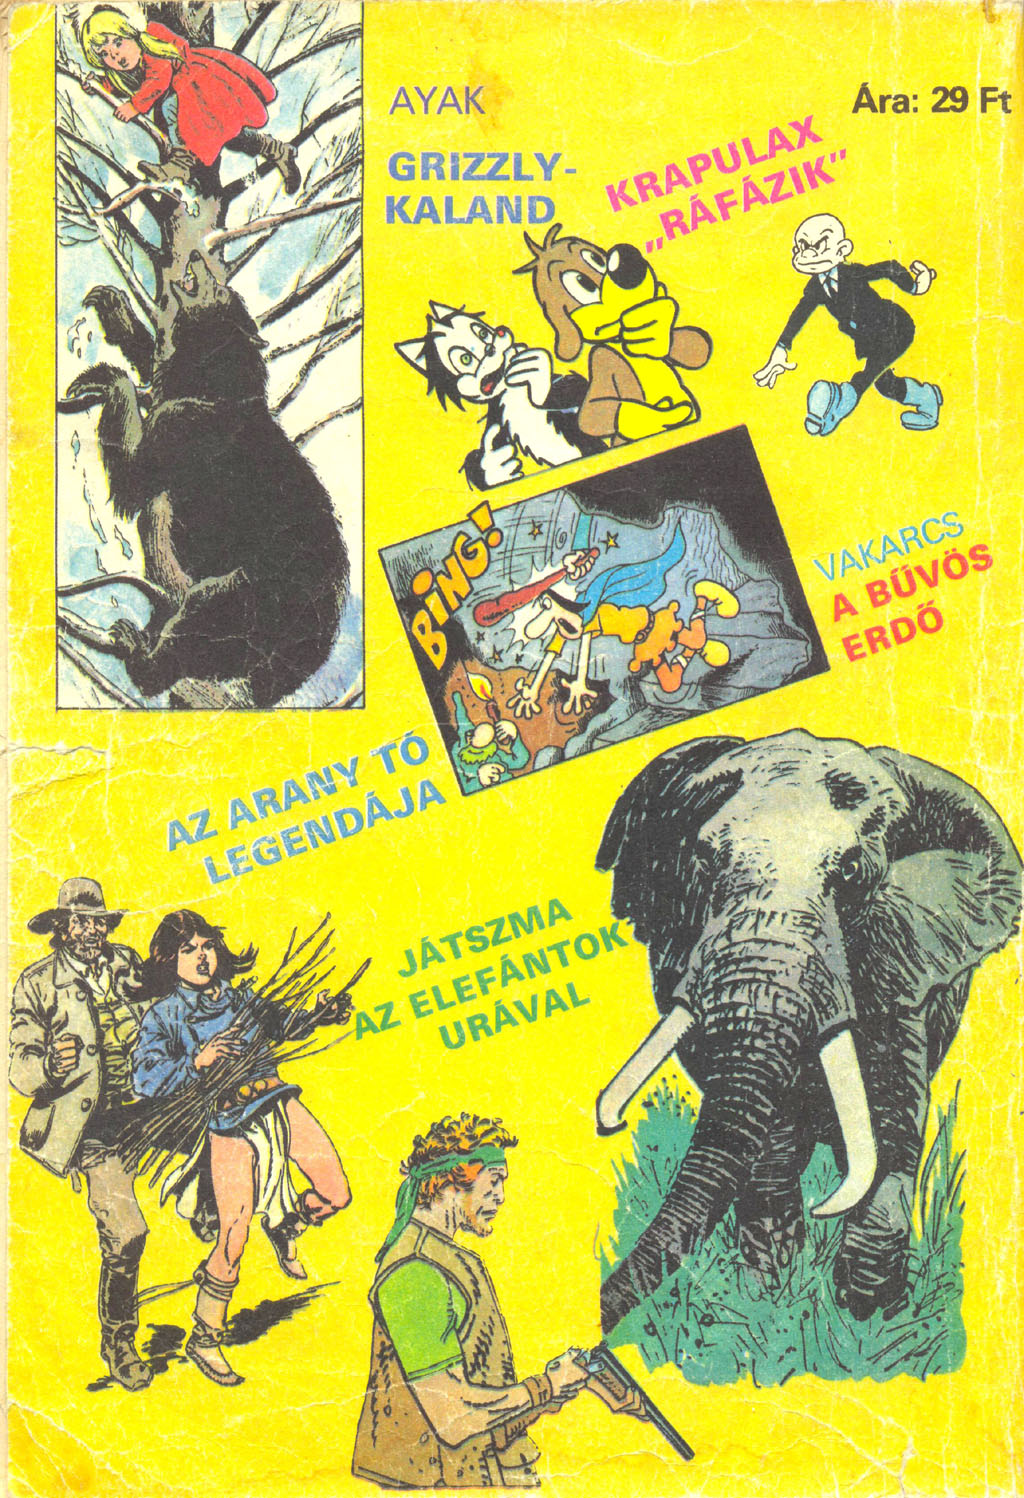 AYAK
Ára: 29 Ft
GRIZZLY-
KALAND
KRAPULAX
„RÁFÁZIK"
BING!
VAKARCS
A BŰVÖS
ERDŐ
AZ ARANY TÓ
LEGENDÁJA
JÁTSZMA
AZ ELEFÁNTOK
URÁVAL